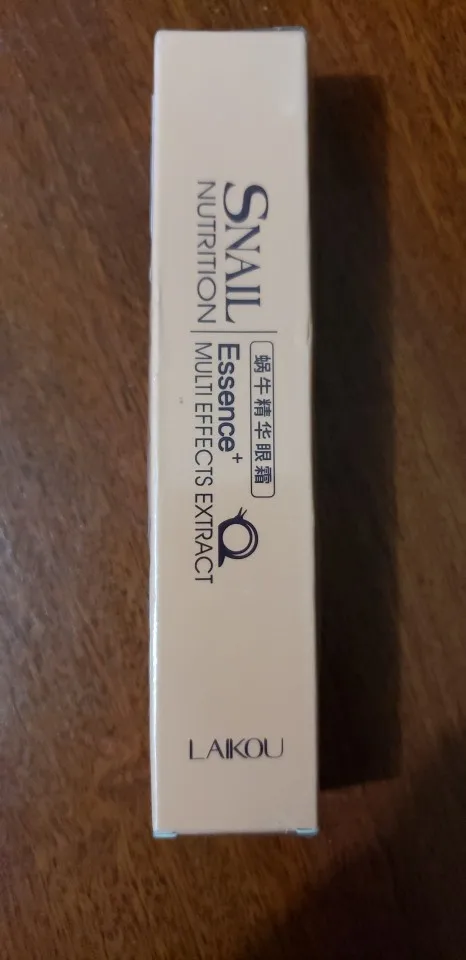 SNAIL
NUTRITION
蜗牛精华眼霜
Essence+
MULTI EFFECTS EXTRACT
LAIKOU